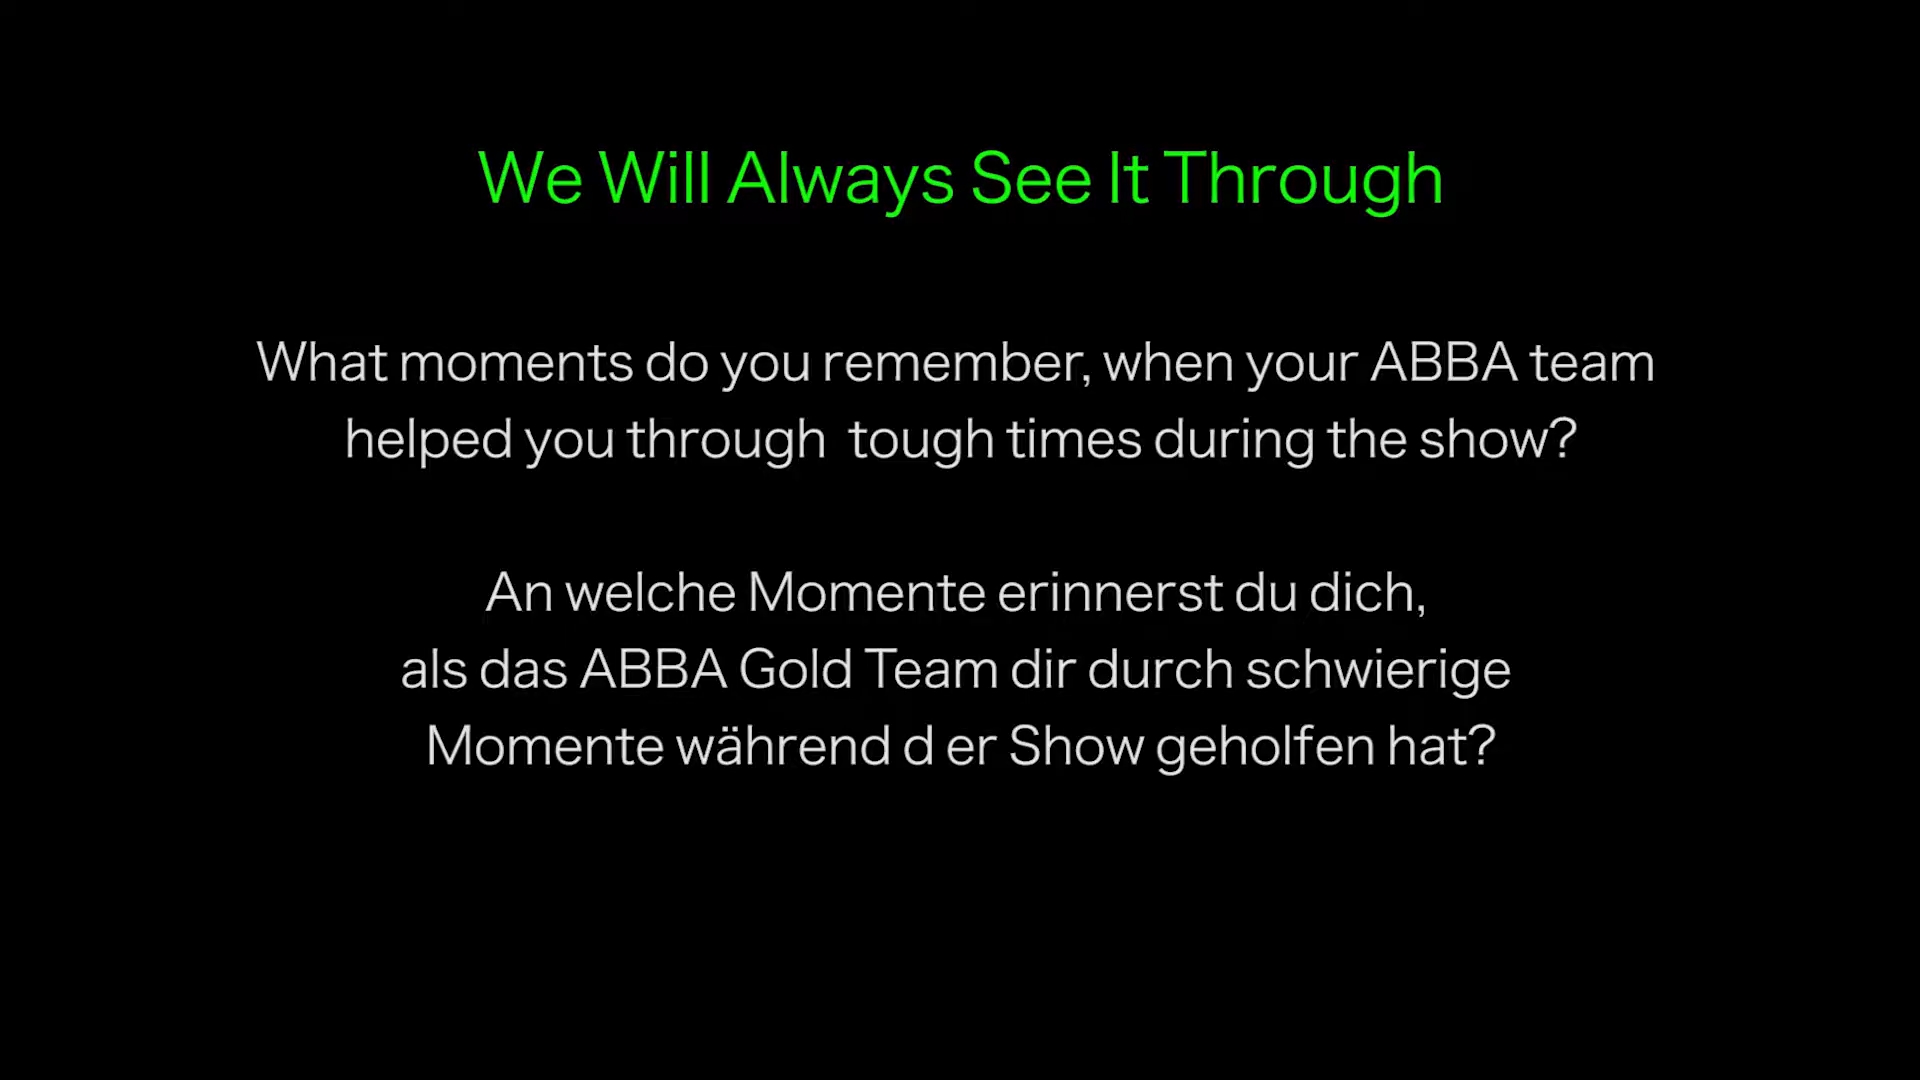 We Will Always See It Through
What moments do you remember, when your ABBA team
helped you through  tough times during the show?
An welche Momente erinnerst du dich,
als das ABBA Gold Team dir durch schwierige
Momente während d er Show geholfen hat?